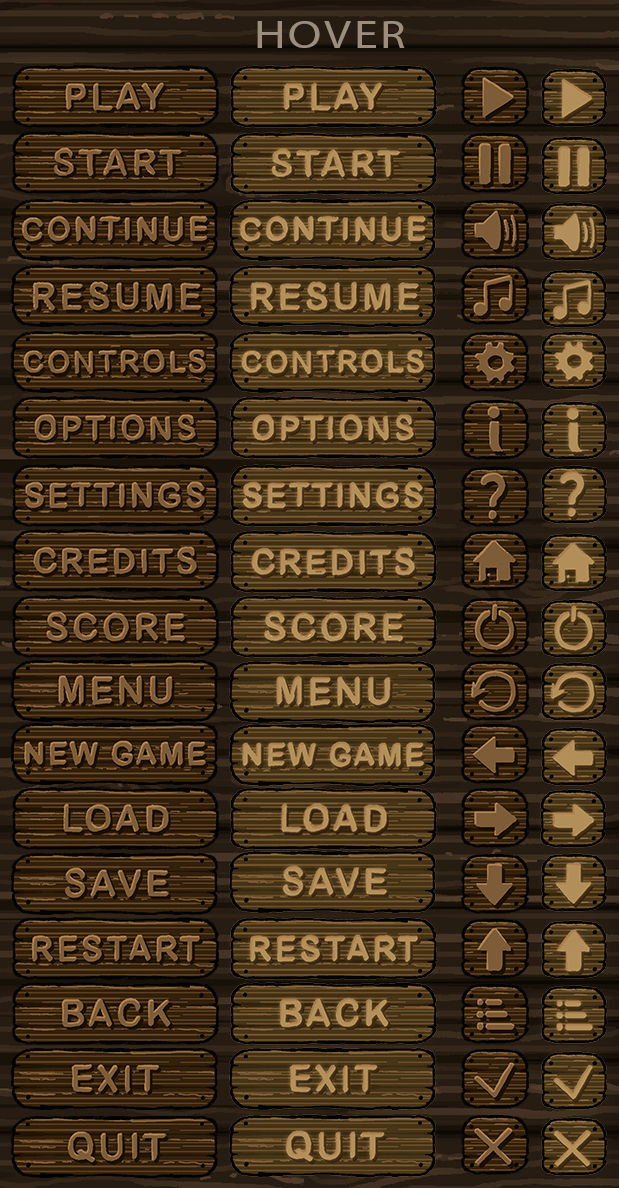 HOVER
PLAY PLAY
START START
CONTINUE CONTINUE
RESUME RESUME
CONTROLS CONTROLS
OPTIONS OPTIONS i i
SETTINGS SETTINGS ? ?
CREDITS CREDITS
SCORE SCORE
MENU MENU
NEW GAME NEW GAME
LOAD LOAD
SAVE SAVE
RESTART RESTART
BACK BACK
EXIT EXIT
QUIT QUIT